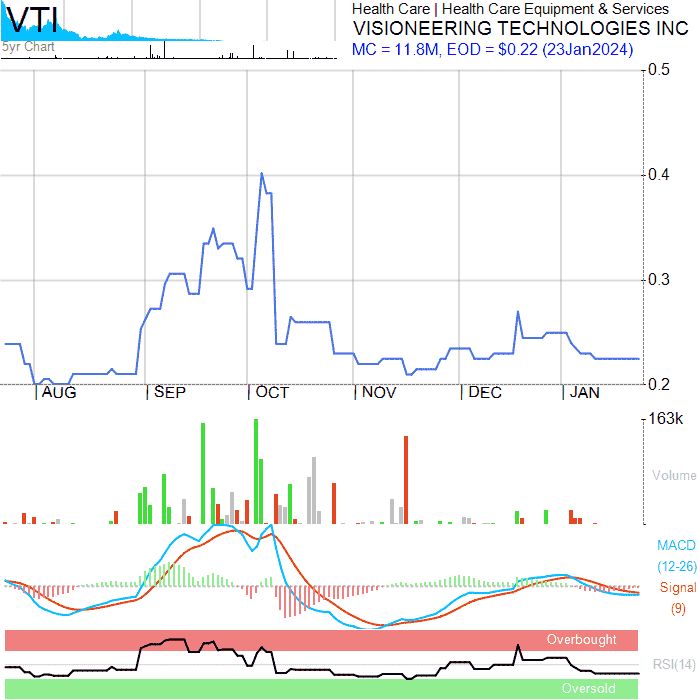 VTI
5yr Chart
Health Care | Health Care Equipment & Services
VISIONEERING TECHNOLOGIES INC
MC = 11.8M, EOD = $0.22 (23Jan2024)
0.5
0.4
0.3
0.2
AUG SEP OCT NOV DEC JAN
163k
Volume
MACD
(12-26)
Signal
(9)
Overbought
RSI(14)
Oversold